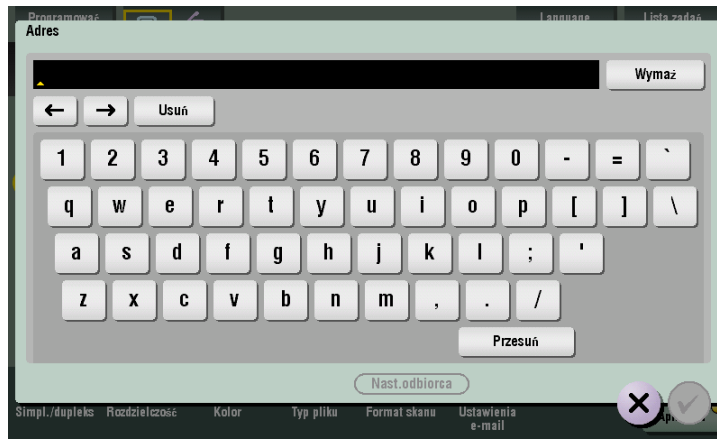 Programować Language Lista zadań
Adres
Wymaż
← → Usuń
1 2 3 4 5 6 7 8 9 0 - = `
q w e r t y u i o p [ ] \
a s d f g h j k l ; '
z x c v b n m , . /
Przesuń
Nast.odbiorca
Simpl./dupleks Rozdzielczość Kolor Typ pliku Format skanu Ustawienia
e-mail